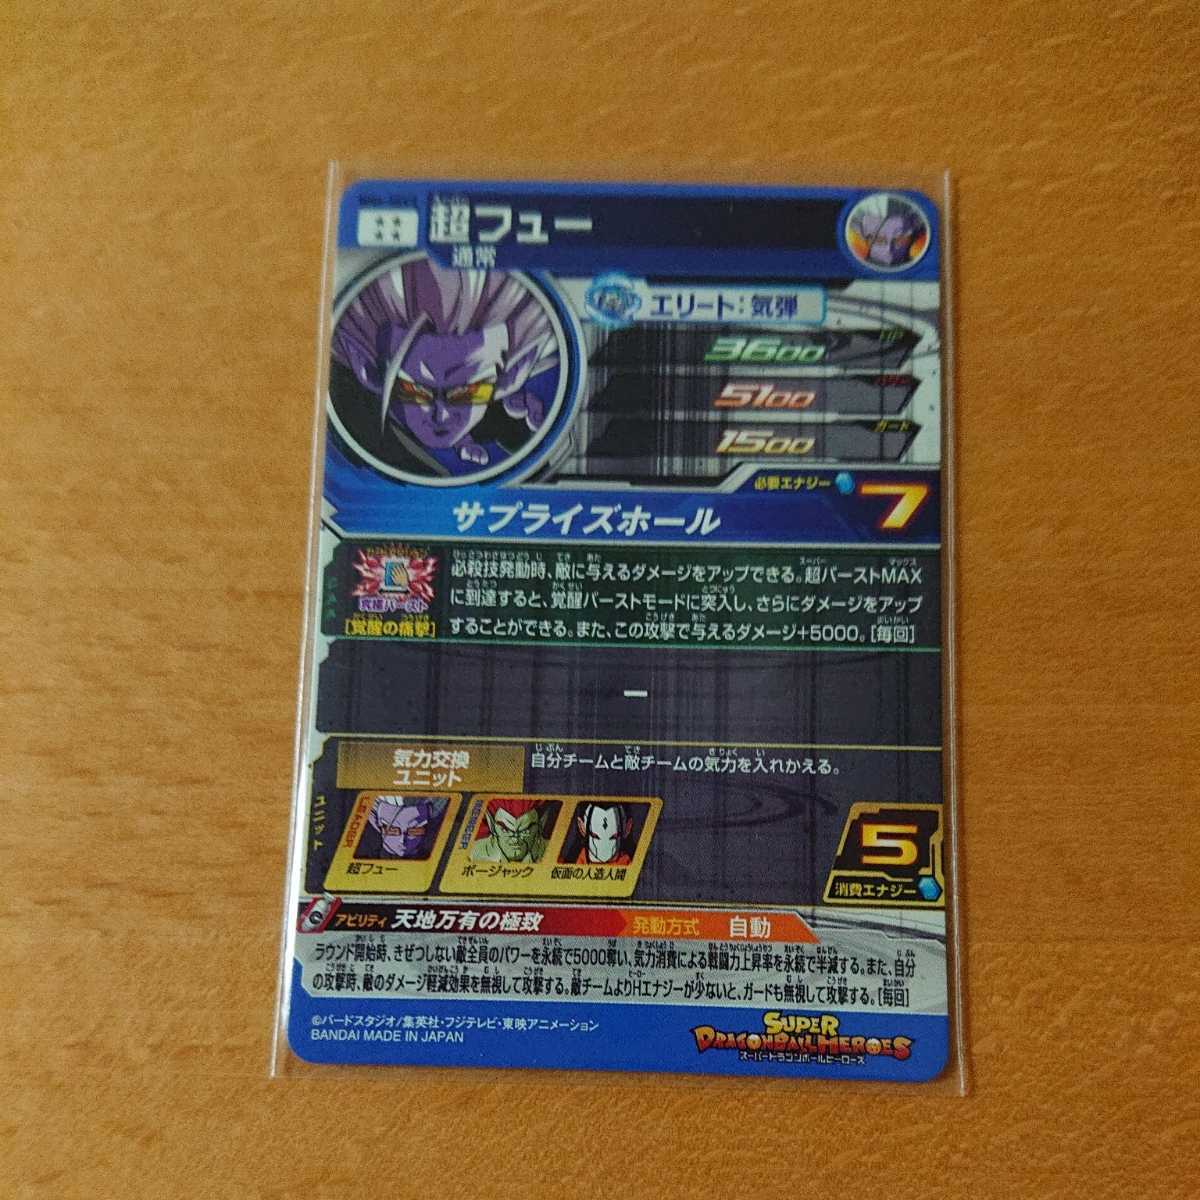 超フュー
通常
エリート:気弾
HP
3600
5100
ガード
1500
必要エナジー
7
サプライズホール
究極バースト
[覚醒の痛撃]
必殺技発動時、敵に与えるダメージをアップできる。超バーストMAX
に到達すると、覚醒バーストモードに突入し、さらにダメージをアップ
することができる。また、この攻撃で与えるダメージ+5000。[毎回]
ー
ユニット
気力交換
ユニット
自分チームと敵チームの気力を入れかえる。
LEADER
超フュー
MEMBER
ボージャック
仮面の人造人間
5
消費エナジー
アビリティ 天地万有の極致
発動方式 自動
ラウンド開始時、きぜつしない敵全員のパワーを永続で5000奪い、気力消費による戦闘力上昇率を永続で半減する。また、自分
の攻撃時、敵のダメージ軽減効果を無視して攻撃する。敵チームよりHエナジーが少ないと、ガードも無視して攻撃する。[毎回]
©バードスタジオ/集英社・フジテレビ・東映アニメーション
BANDAI MADE IN JAPAN
SUPER
DRAGONBALL HEROES
スーパードラゴンボールヒーローズ